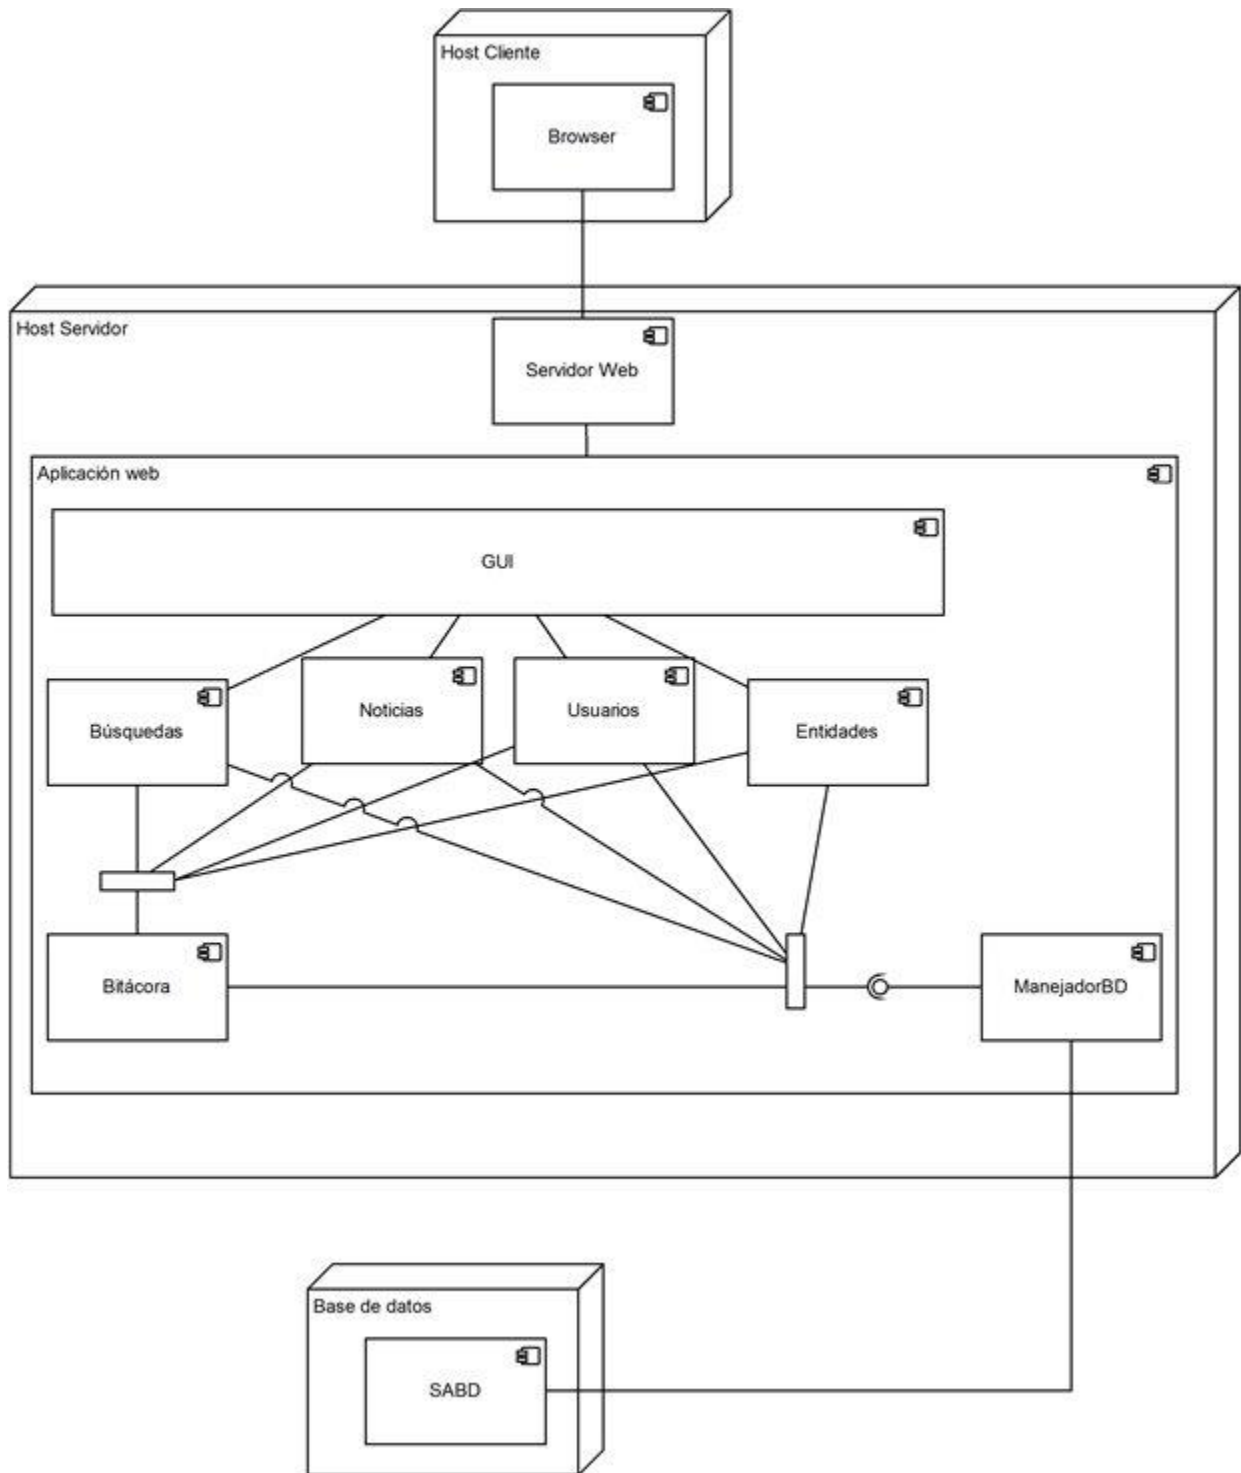 Host Cliente
Browser
Host Servidor
Servidor Web
Aplicación web
GUI
Búsquedas
Noticias
Usuarios
Entidades
Bitácora
ManejadorBD
Base de datos
SABD